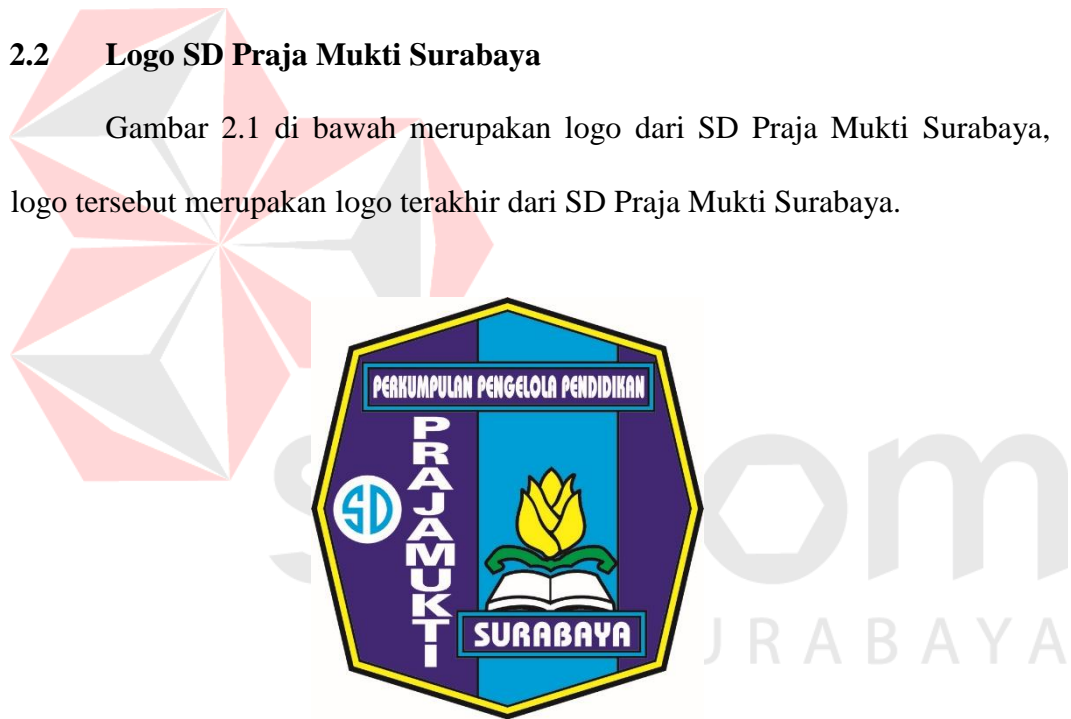 2.2 Logo SD Praja Mukti Surabaya
Gambar 2.1 di bawah merupakan logo dari SD Praja Mukti Surabaya,
logo tersebut merupakan logo terakhir dari SD Praja Mukti Surabaya.
PERKUMPULAN PENGELOLA PENDIDIKAN
SD
PRAJAMUKTI
SURABAYA